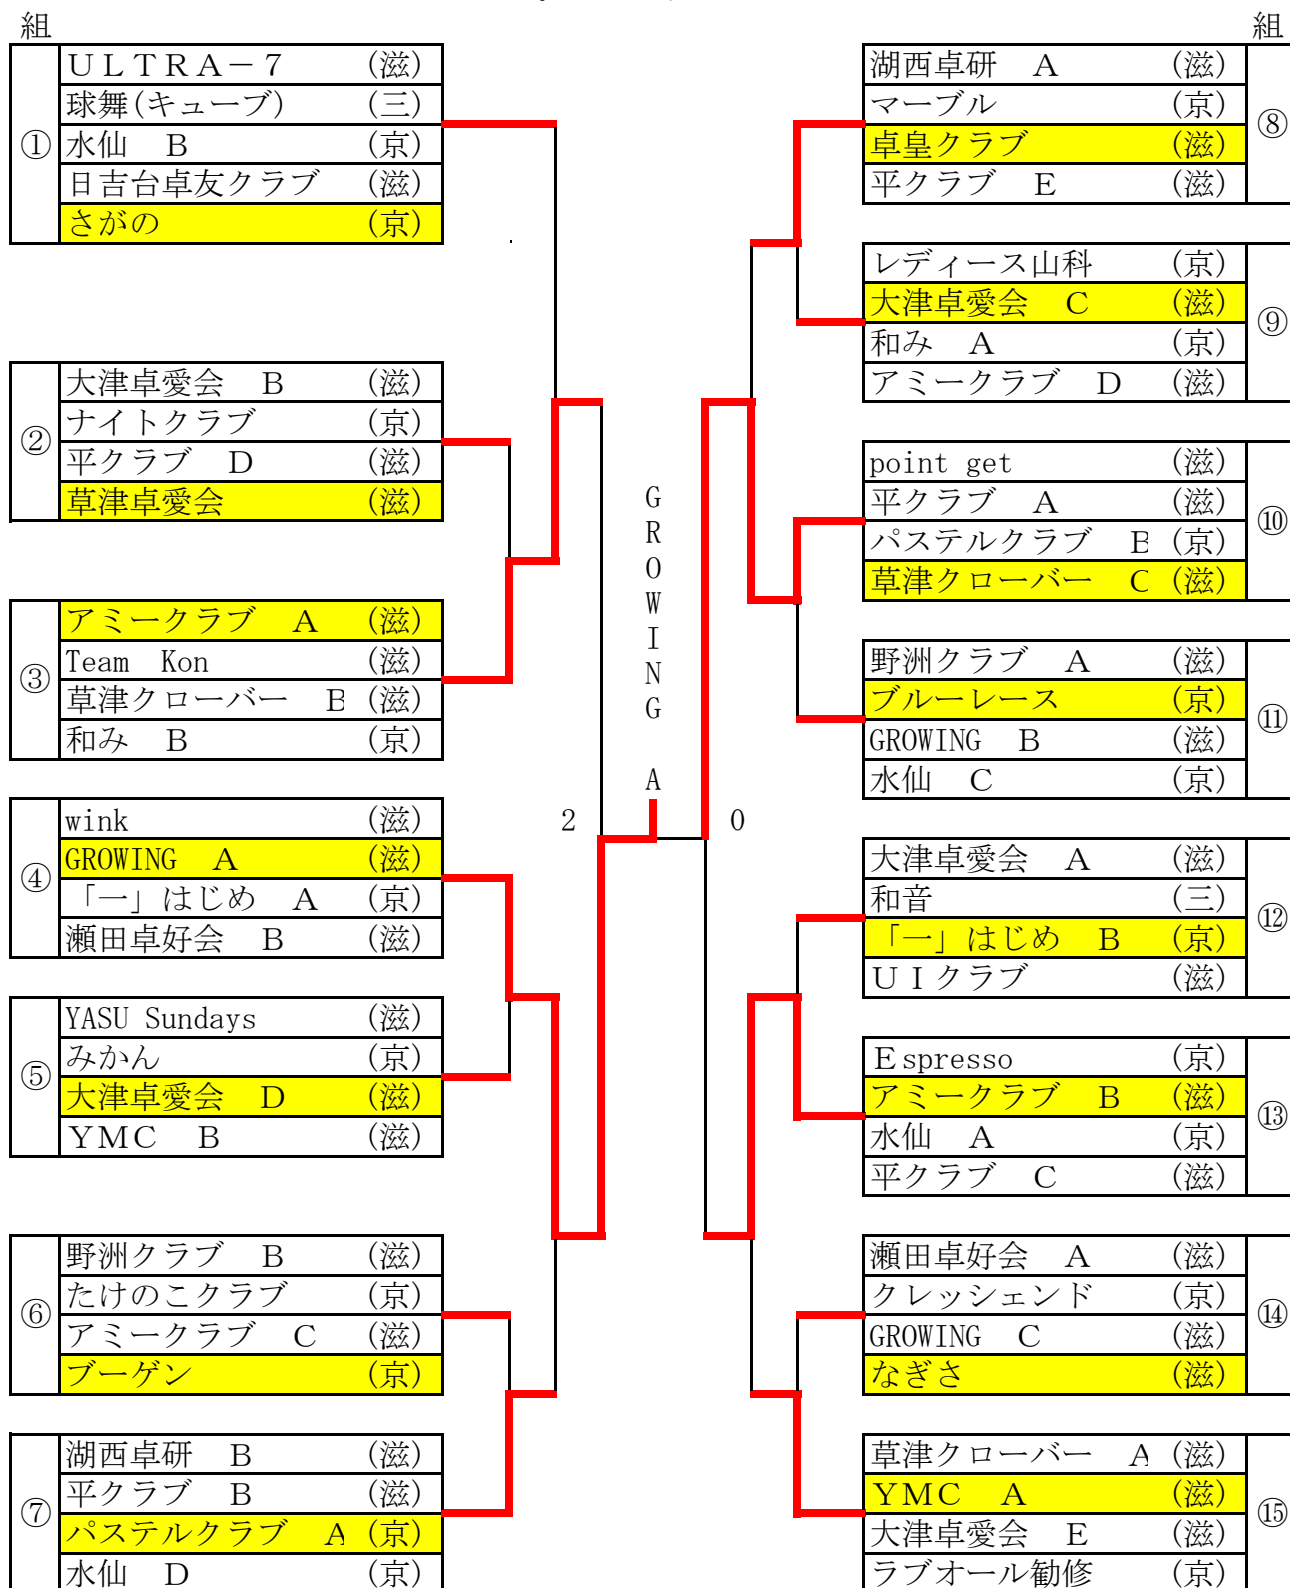 組
① ULTRA－7 (滋)
球舞(キューブ) (三)
水仙 B (京)
日吉台卓友クラブ (滋)
さがの (京)
② 大津卓愛会 B (滋)
ナイトクラブ (京)
平クラブ D (滋)
草津卓愛会 (滋)
③ アミークラブ A (滋)
Team Kon (滋)
草津クローバー B (滋)
和み B (京)
④ wink (滋)
GROWING A (滋)
「一」はじめ A (京)
瀬田卓好会 B (滋)
⑤ YASU Sundays (滋)
みかん (京)
大津卓愛会 D (滋)
YMC B (滋)
⑥ 野洲クラブ B (滋)
たけのこクラブ (京)
アミークラブ C (滋)
ブーゲン (京)
⑦ 湖西卓研 B (滋)
平クラブ B (滋)
パステルクラブ A (京)
水仙 D (京)
GROWING A
2 0
組
⑧ 湖西卓研 A (滋)
マーブル (京)
卓皇クラブ (滋)
平クラブ E (滋)
⑨ レディース山科 (京)
大津卓愛会 C (滋)
和み A (京)
アミークラブ D (滋)
⑩ point get (滋)
平クラブ A (滋)
パステルクラブ B (京)
草津クローバー C (滋)
⑪ 野洲クラブ A (滋)
ブルーレース (京)
GROWING B (滋)
水仙 C (京)
⑫ 大津卓愛会 A (滋)
和音 (三)
「一」はじめ B (京)
UIクラブ (滋)
⑬ Espresso (京)
アミークラブ B (滋)
水仙 A (京)
平クラブ C (滋)
⑭ 瀬田卓好会 A (滋)
クレッシェンド (京)
GROWING C (滋)
なぎさ (滋)
⑮ 草津クローバー A (滋)
YMC A (滋)
大津卓愛会 E (滋)
ラブオール勧修 (京)